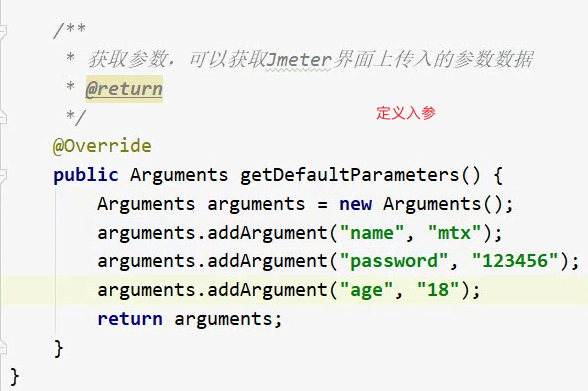 /**
 * 获取参数，可以获取Jmeter界面上传入的参数数据
 * @return
 */
定义入参
@Override
public Arguments getDefaultParameters() {
    Arguments arguments = new Arguments();
    arguments.addArgument("name", "mtx");
    arguments.addArgument("password", "123456");
    arguments.addArgument("age", "18");
    return arguments;
}
}